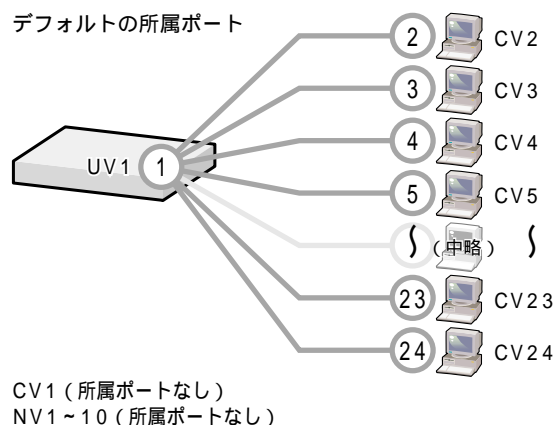 デフォルトの所属ポート
2 CV2
3 CV3
4 CV4
UV1 1
5 CV5
〜 (中略) 〜
23 CV23
24 CV24
CV1(所属ポートなし)
NV1~10(所属ポートなし)